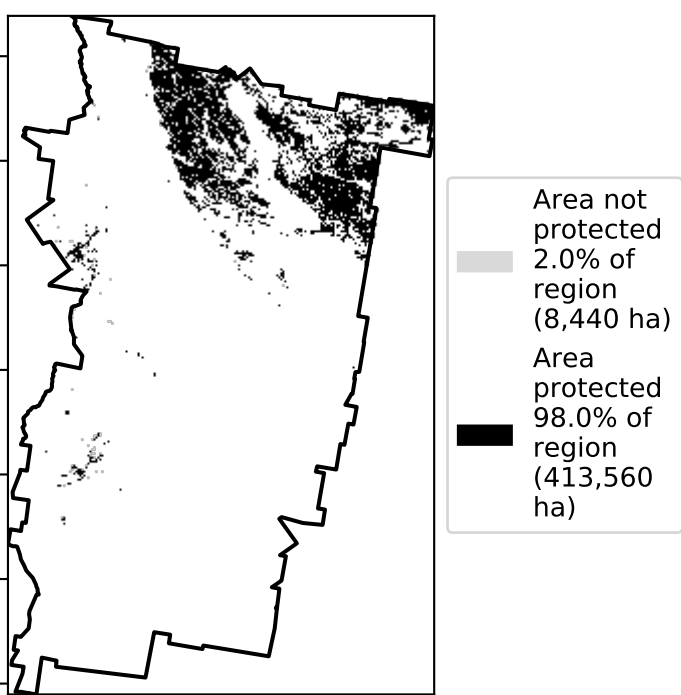 Area not
protected
2.0% of
region
(8,440 ha)
Area
protected
98.0% of
region
(413,560
ha)